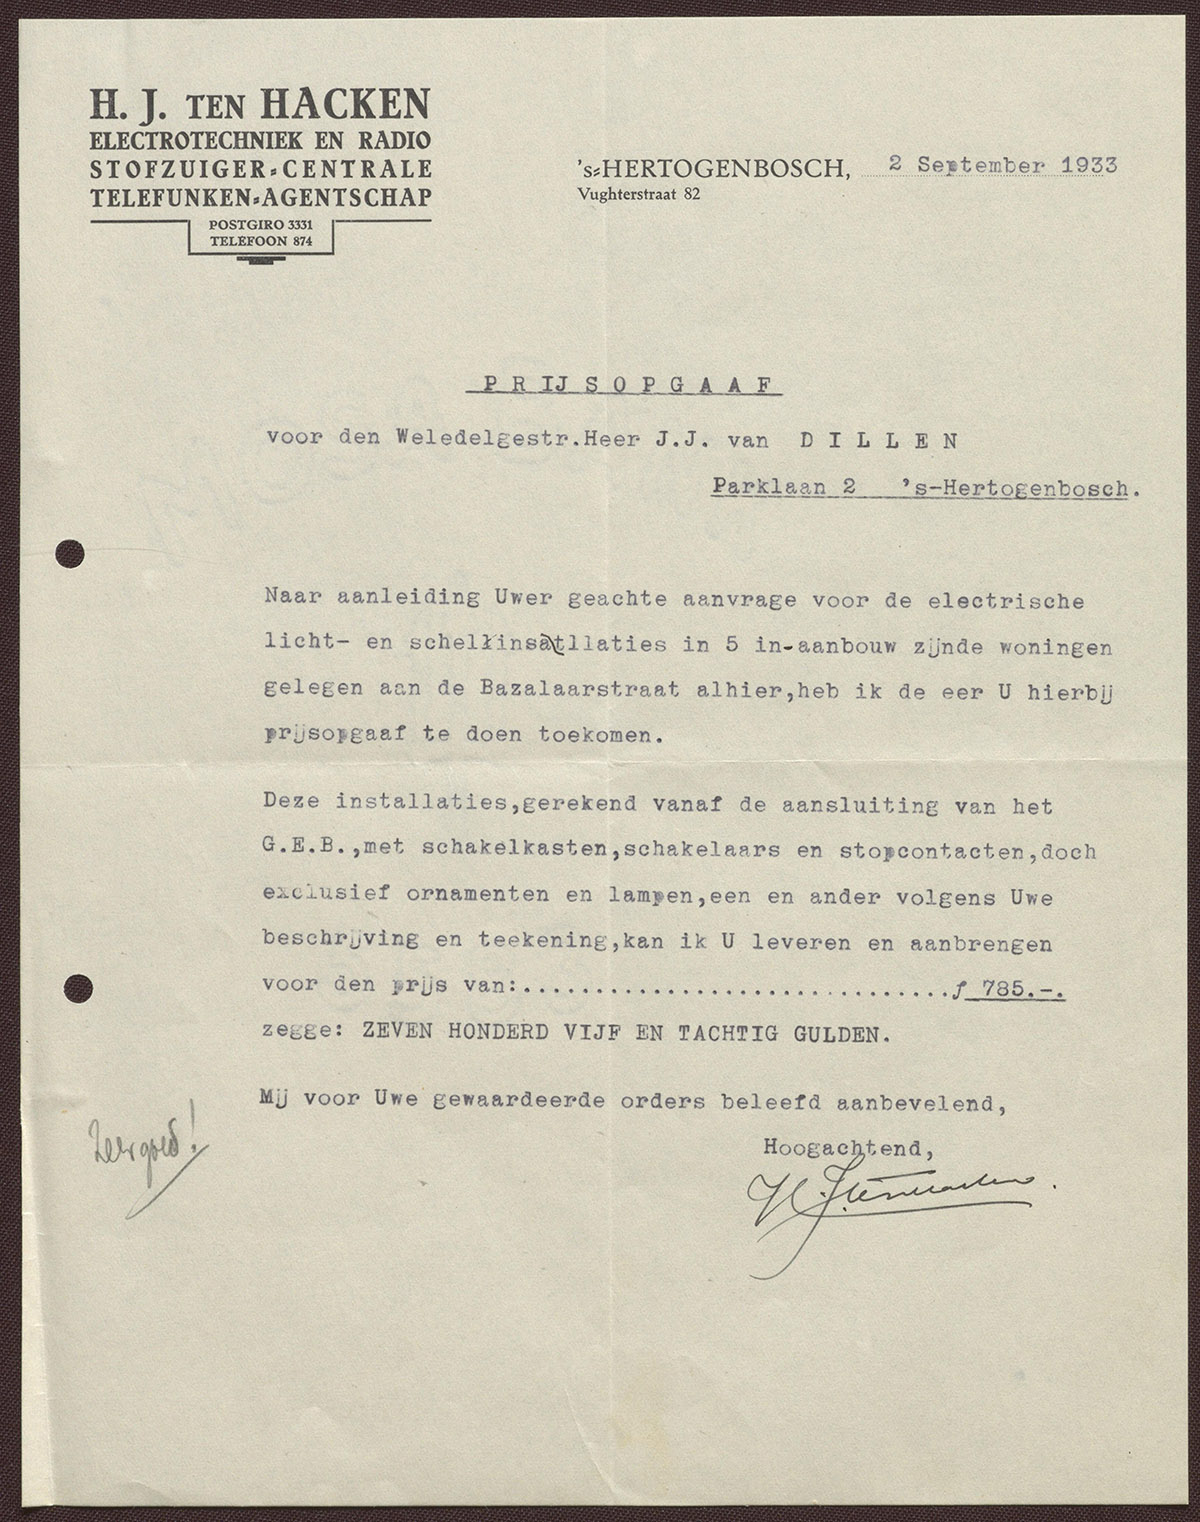 H. J. TEN HACKEN
ELECTROTECHNIEK EN RADIO
STOFZUIGER-CENTRALE
TELEFUNKEN-AGENTSCHAP
POSTGIRO 3331
TELEFOON 874
's-HERTOGENBOSCH, 2 September 1933
Vughterstraat 82
PRIJSOPGAAF
voor den Weledelgestr.Heer J.J. van DILLEN
Parklaan 2 's-Hertogenbosch.
Naar aanleiding Uwer geachte aanvrage voor de electrische
licht- en schellinsatllaties in 5 in-aanbouw zijnde woningen
gelegen aan de Bazalaarstraat alhier,heb ik de eer U hierbij
prijsopgaaf te doen toekomen.
Deze installaties,gerekend vanaf de aansluiting van het
G.E.B.,met schakelkasten,schakelaars en stopcontacten,doch
exclusief ornamenten en lampen,een en ander volgens Uwe
beschrijving en teekening,kan ik U leveren en aanbrengen
voor den prijs van:..............................ƒ 785.-.
zegge: ZEVEN HONDERD VIJF EN TACHTIG GULDEN.
Mij voor Uwe gewaardeerde orders beleefd aanbevelend,
Hoogachtend,
Zeer goed!
H.J.tenHacken.